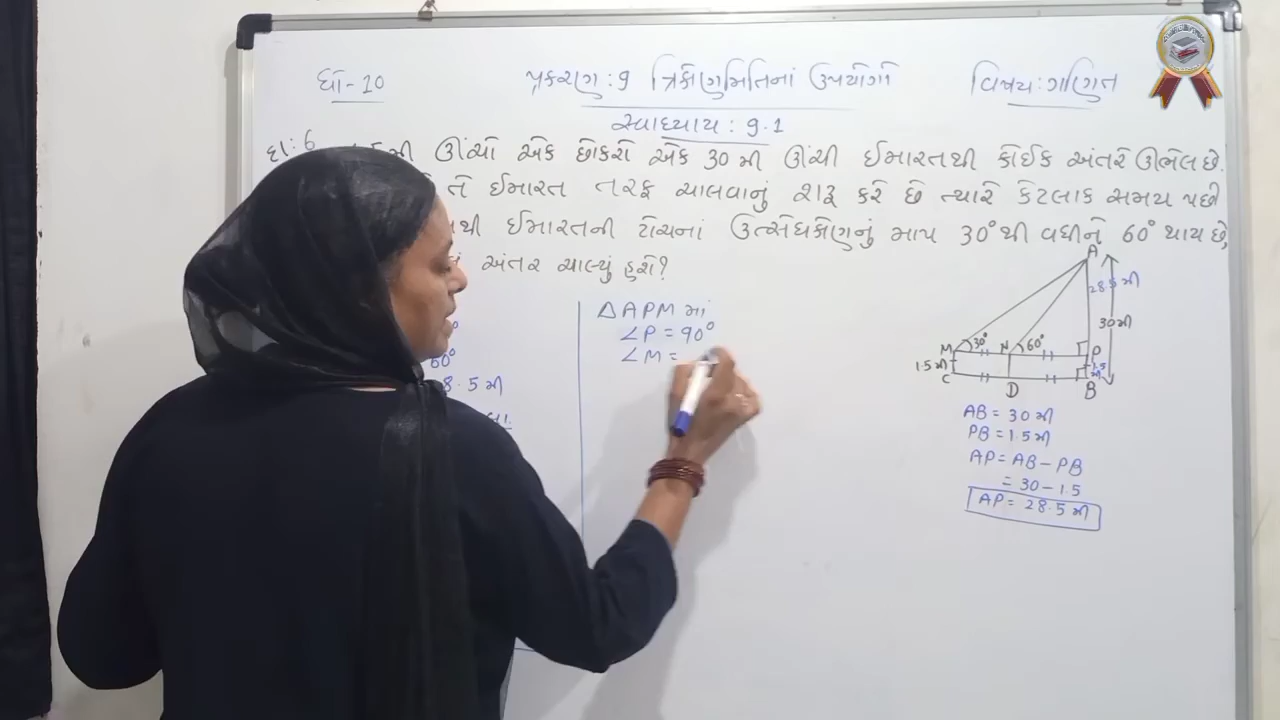 ધો-10 પ્રકરણ : 9 ત્રિકોણમિતિનાં ઉપયોગો વિષય : ગણિત
સ્વાધ્યાય : 9.1
દા : 6 મી ઊંચો એક છોકરો એક 30 મી ઊંચી ઈમારતથી કોઈક અંતરે ઊભેલ છે.
તે ઈમારત તરફ ચાલવાનું શરૂ કરે છે ત્યારે કેટલાક સમય પછી
થી ઈમારતની ટોચનાં ઉત્સેધકોણનું માપ 30° થી વધીને 60° થાય છે,
અંતર ચાલ્યું હશે?
60°
8.5 મી
△APM માં
∠P = 90°
∠M =
A
28.5 મી
30 મી
M 30° N 60° P
1.5 મી 1.5 મી
C D B
AB = 30 મી
PB = 1.5 મી
AP = AB - PB
= 30 - 1.5
AP = 28.5 મી